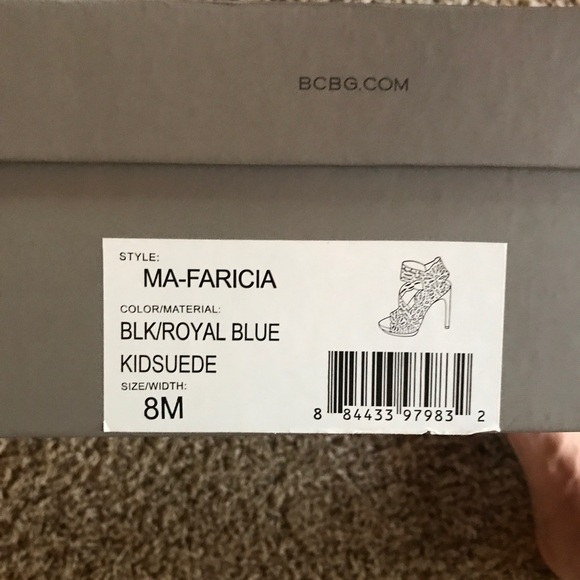 BCBG.COM
STYLE:
MA-FARICIA
COLOR/MATERIAL:
BLK/ROYAL BLUE
KIDSUEDE
SIZE/WIDTH:
8M
8 84433 97983 2